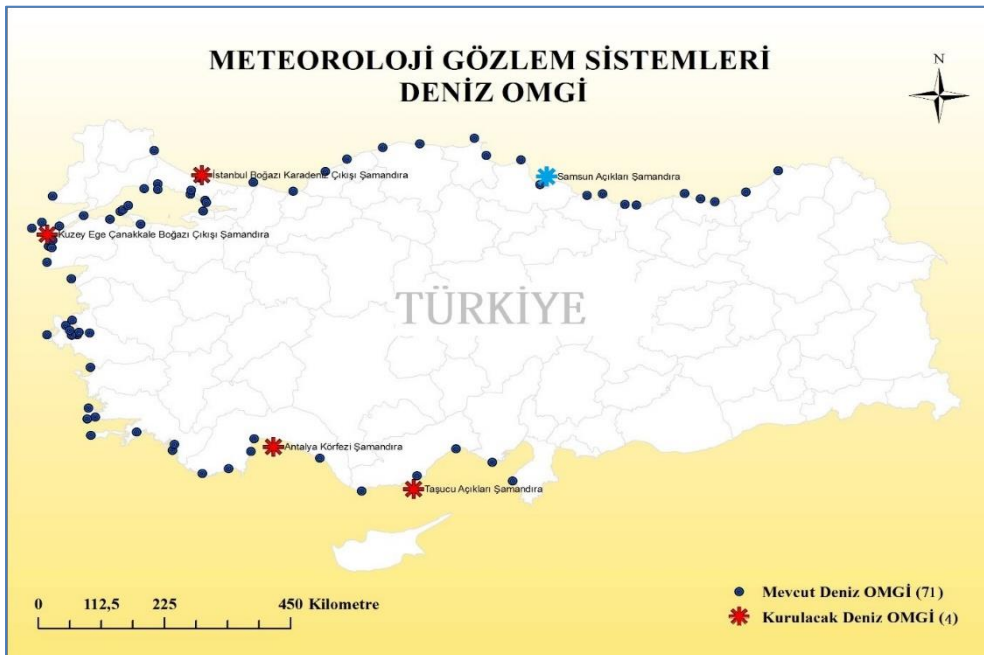 METEOROLOJİ GÖZLEM SİSTEMLERİ
DENİZ OMGİ
N
İstanbul Boğazı Karadeniz Çıkışı Şamandıra
Samsun Açıkları Şamandıra
Kuzey Ege Çanakkale Boğazı Çıkışı Şamandıra
TÜRKİYE
Antalya Körfezi Şamandıra
Taşucu Açıkları Şamandıra
0 112,5 225 450 Kilometre
Mevcut Deniz OMGİ (71)
Kurulacak Deniz OMGİ (4)